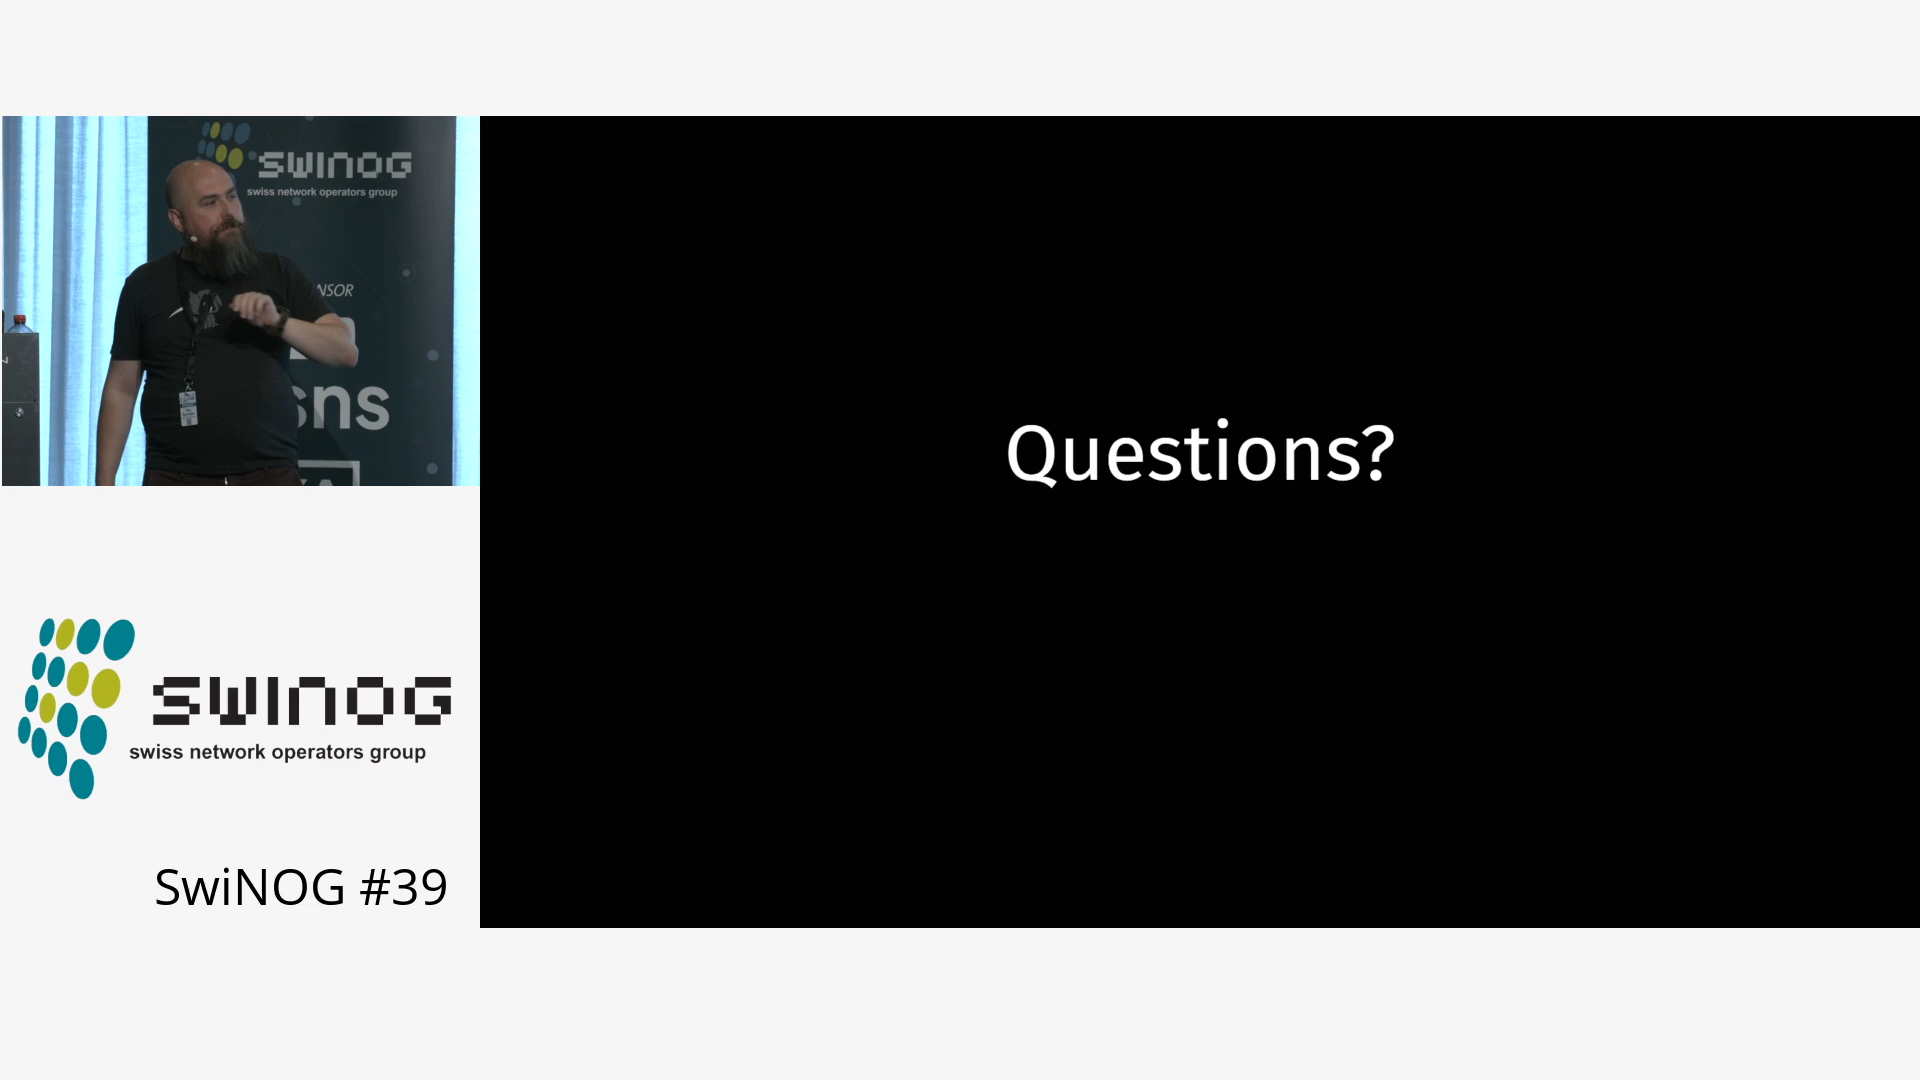 SWINOG
swiss network operators group
NSOR
sns
Questions?
SWINOG
swiss network operators group
SwiNOG #39